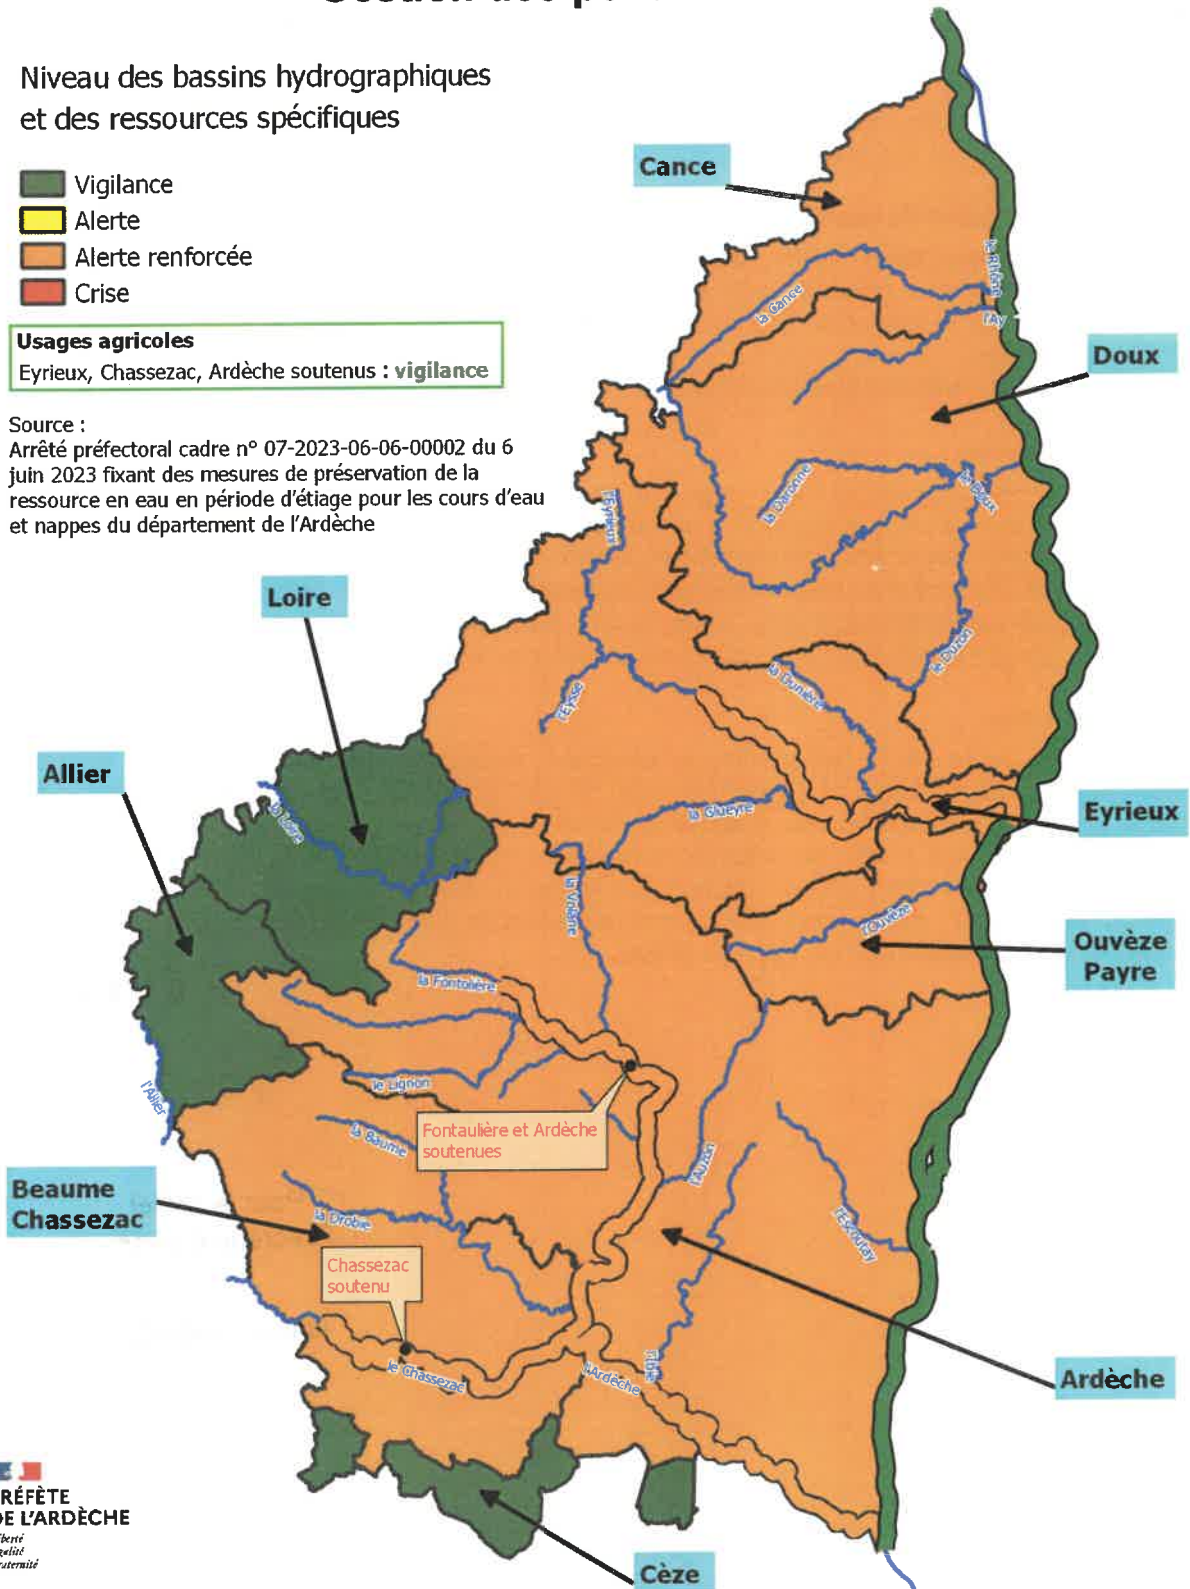 Niveau des bassins hydrographiques
et des ressources spécifiques
Vigilance
Alerte
Alerte renforcée
Crise
Usages agricoles
Eyrieux, Chassezac, Ardèche soutenus : vigilance
Source :
Arrêté préfectoral cadre n° 07-2023-06-06-00002 du 6
juin 2023 fixant des mesures de préservation de la
ressource en eau en période d'étiage pour les cours d'eau
et nappes du département de l'Ardèche
Cance
le Rhône
la Cance
l'Ay
Doux
la Daronne
le Doux
l'Eyrieux
Loire
le Duzon
la Dunière
l'Eysse
Allier
la Loire
la Glueyre
Eyrieux
la Volane
l'Ouvèze
Ouvèze
Payre
la Fontolière
l'Allier
le Lignon
la Baume
Fontaulière et Ardèche
soutenues
l'Auzon
Beaume
Chassezac
la Drobie
l'Escoutay
Chassezac
soutenu
le Chassezac
l'Ardèche
l'Ibie
Ardèche
Cèze
RÉFÈTE
DE L'ARDÈCHE